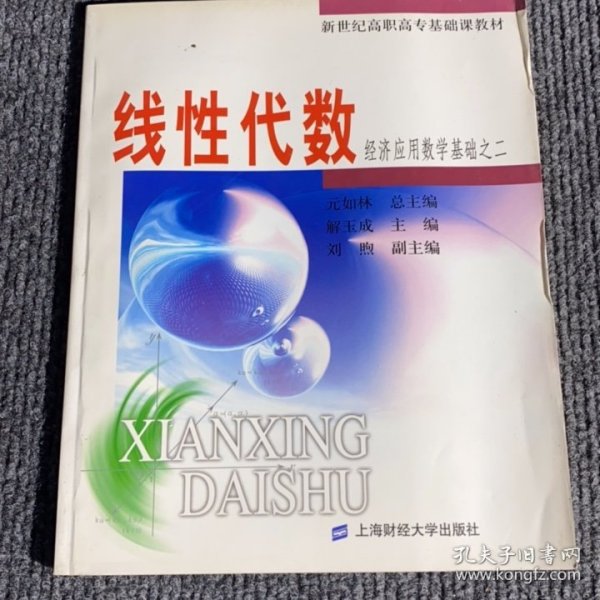 新世纪高职高专基础课教材
线性代数 经济应用数学基础之二
元如林 总主编
解玉成 主 编
刘 煦 副主编
XIANXING
DAISHU
上海财经大学出版社
孔夫子旧书网
www.kongfz.com